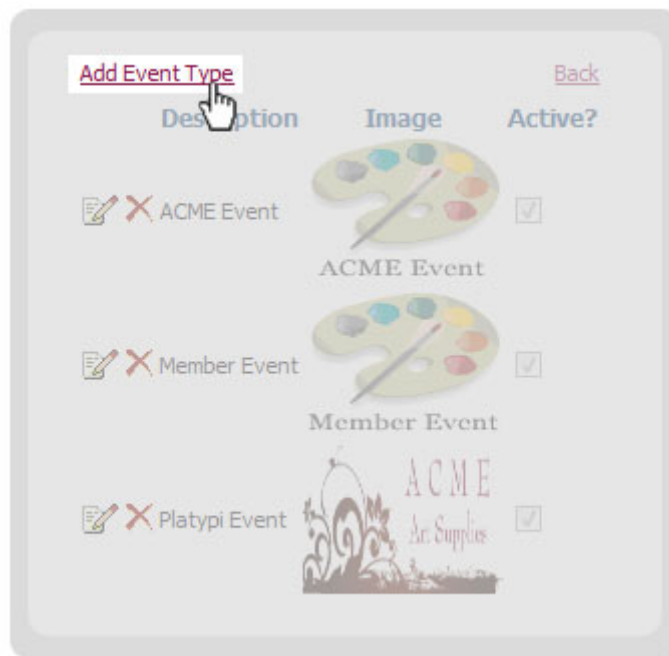 Add Event Type Back
Description Image Active?
ACME Event
ACME Event
Member Event
Member Event
Platypi Event
ACME
Art Supplies